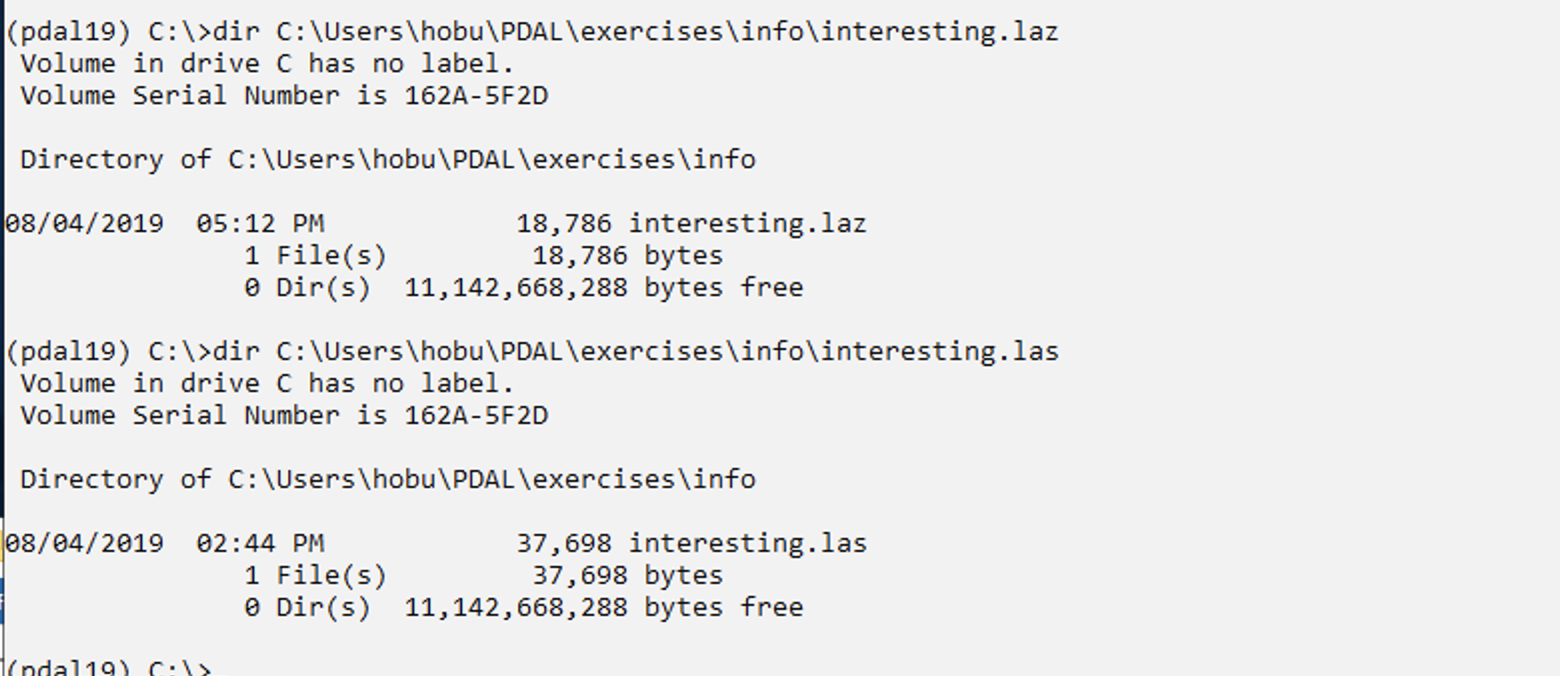 (pdal19) C:\>dir C:\Users\hobu\PDAL\exercises\info\interesting.laz
Volume in drive C has no label.
Volume Serial Number is 162A-5F2D
Directory of C:\Users\hobu\PDAL\exercises\info
08/04/2019  05:12 PM            18,786 interesting.laz
1 File(s)         18,786 bytes
0 Dir(s)  11,142,668,288 bytes free
(pdal19) C:\>dir C:\Users\hobu\PDAL\exercises\info\interesting.las
Volume in drive C has no label.
Volume Serial Number is 162A-5F2D
Directory of C:\Users\hobu\PDAL\exercises\info
08/04/2019  02:44 PM            37,698 interesting.las
1 File(s)         37,698 bytes
0 Dir(s)  11,142,668,288 bytes free
(pdal19) C:\>